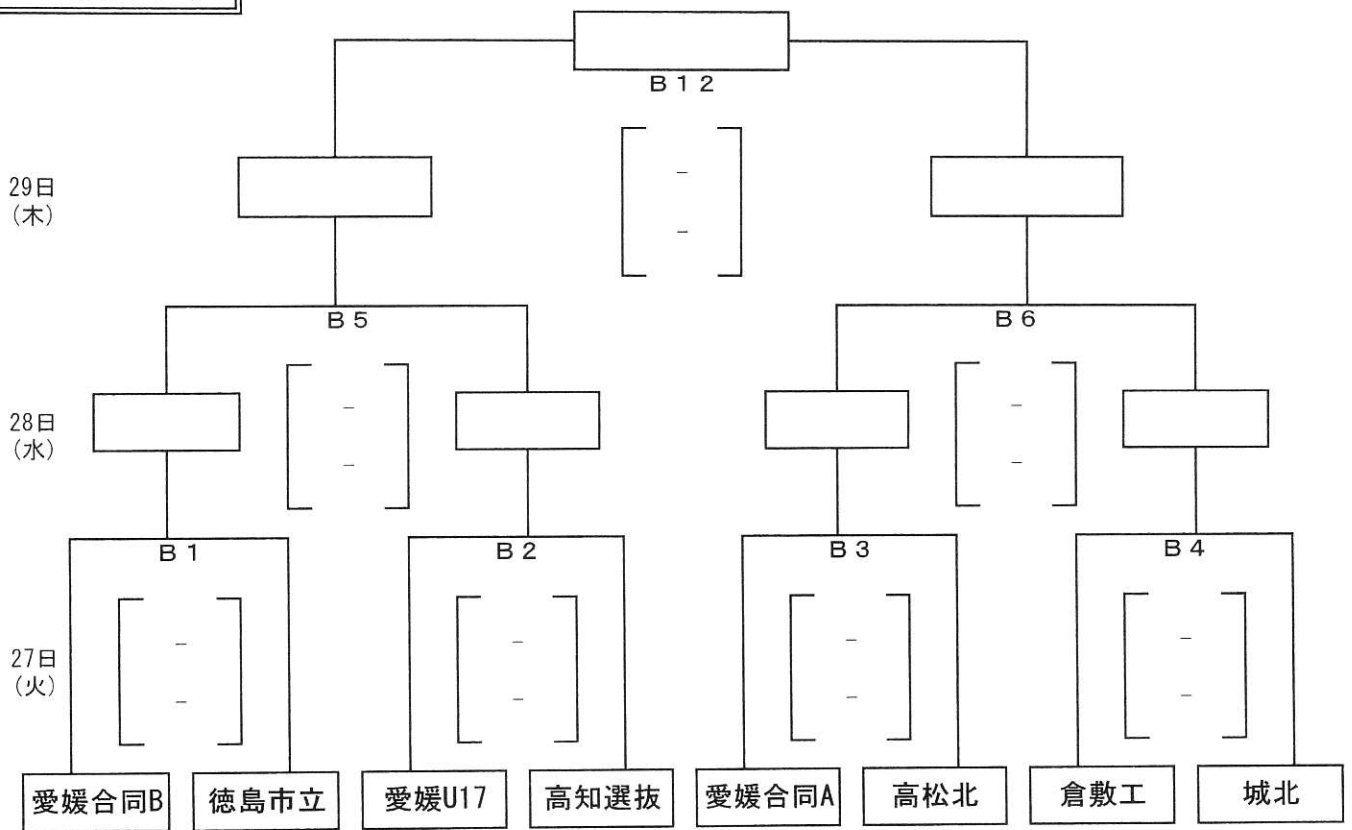 B12
29日
(木)
-
-
B5
B6
28日
(水)
-
-
-
-
B1
B2
B3
B4
27日
(火)
-
-
-
-
-
-
-
-
愛媛合同B
徳島市立
愛媛U17
高知選抜
愛媛合同A
高松北
倉敷工
城北